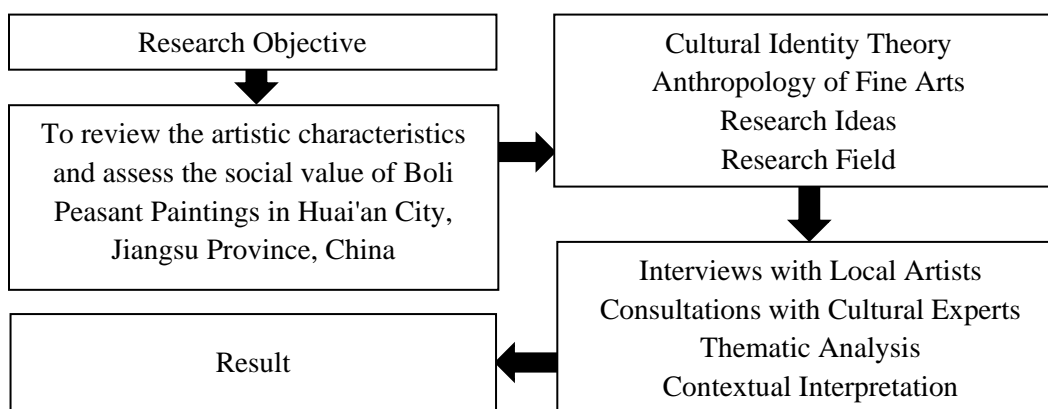 Research Objective
To review the artistic characteristics
and assess the social value of Boli
Peasant Paintings in Huai'an City,
Jiangsu Province, China
Cultural Identity Theory
Anthropology of Fine Arts
Research Ideas
Research Field
Interviews with Local Artists
Consultations with Cultural Experts
Thematic Analysis
Contextual Interpretation
Result